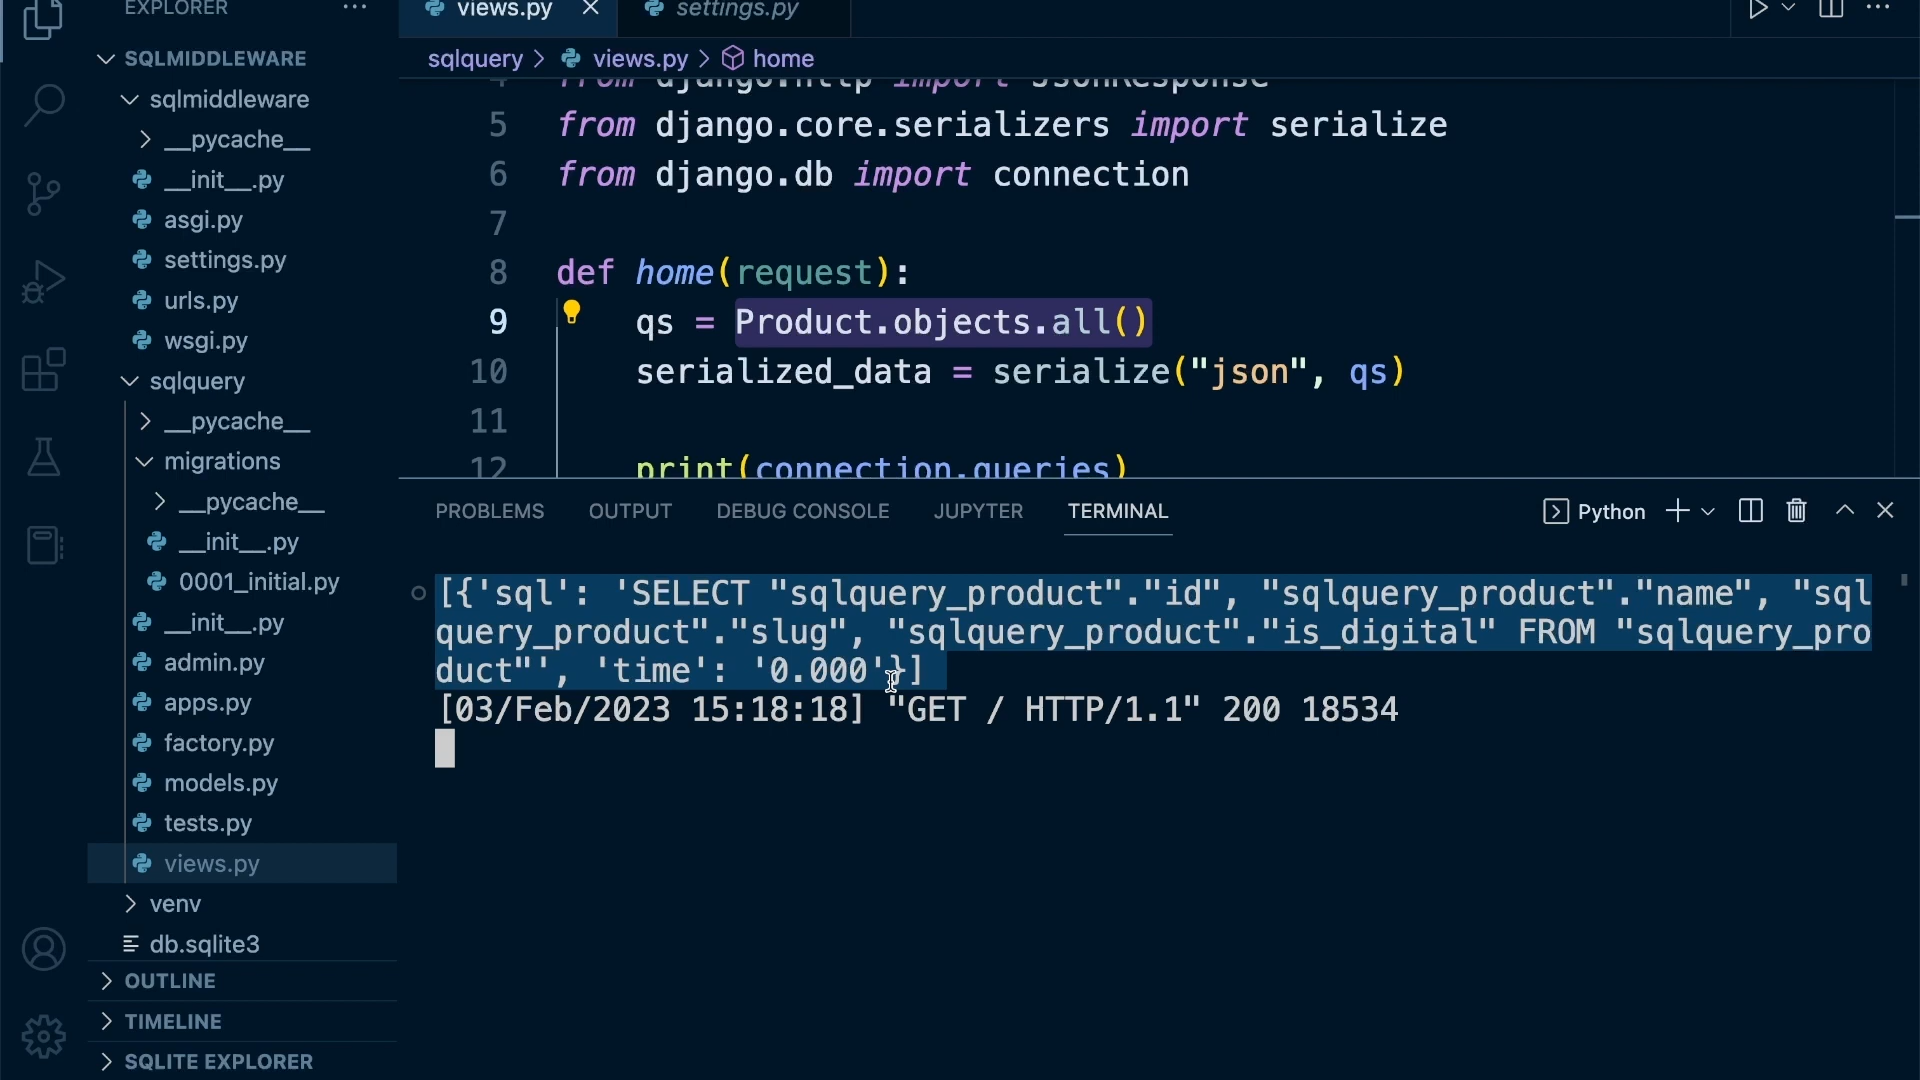 EXPLORER
SQLMIDDLEWARE
sqlmiddleware
__pycache__
__init__.py
asgi.py
settings.py
urls.py
wsgi.py
sqlquery
__pycache__
migrations
__pycache__
__init__.py
0001_initial.py
__init__.py
admin.py
apps.py
factory.py
models.py
tests.py
views.py
venv
db.sqlite3
OUTLINE
TIMELINE
SQLITE EXPLORER
views.py
settings.py
sqlquery > views.py > home
4 from django.http import JsonResponse
5 from django.core.serializers import serialize
6 from django.db import connection
7
8 def home(request):
9 qs = Product.objects.all()
10 serialized_data = serialize("json", qs)
11
12 print(connection.queries)
PROBLEMS OUTPUT DEBUG CONSOLE JUPYTER TERMINAL
Python
[{'sql': 'SELECT "sqlquery_product"."id", "sqlquery_product"."name", "sql
query_product"."slug", "sqlquery_product"."is_digital" FROM "sqlquery_pro
duct"', 'time': '0.000'}]
[03/Feb/2023 15:18:18] "GET / HTTP/1.1" 200 18534